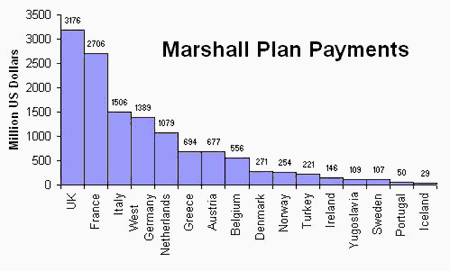 Marshall Plan Payments
Million US Dollars
3500
3000
2500
2000
1500
1000
500
0
3176
2706
1506
1389
1079
694
677
556
271
254
221
146
109
107
50
29
UK
France
Italy
West
Germany
Netherlands
Greece
Austria
Belgium
Denmark
Norway
Turkey
Ireland
Yugoslavia
Sweden
Portugal
Iceland